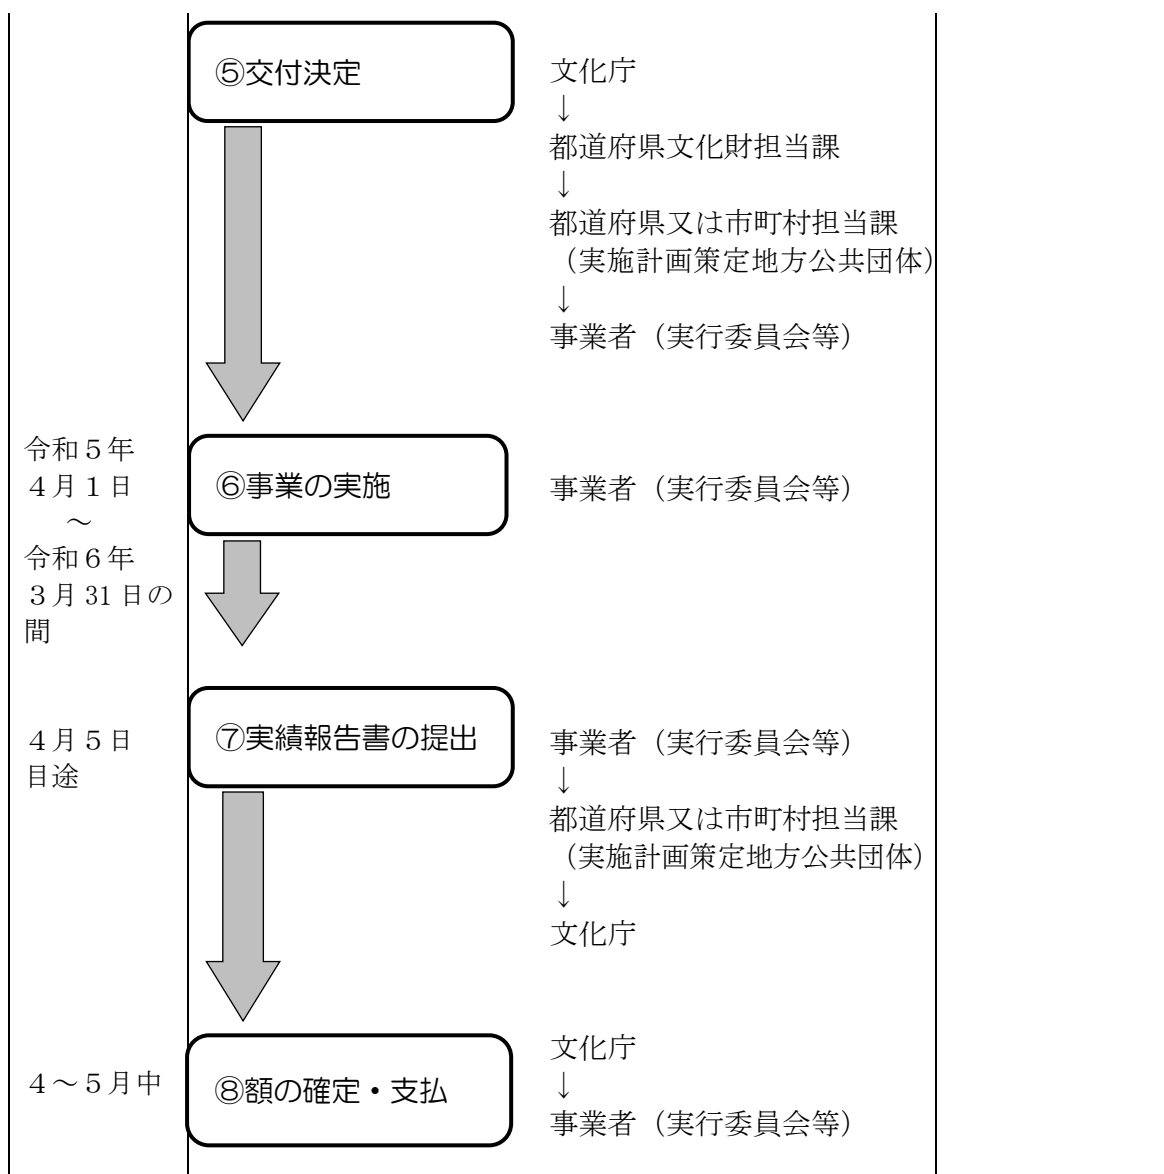 ⑤交付決定
文化庁
↓
都道府県文化財担当課
↓
都道府県又は市町村担当課
（実施計画策定地方公共団体）
↓
事業者（実行委員会等）
令和５年
４月１日
～
令和６年
３月 31 日の
間
⑥事業の実施
事業者（実行委員会等）
４月５日
目途
⑦実績報告書の提出
事業者（実行委員会等）
↓
都道府県又は市町村担当課
（実施計画策定地方公共団体）
↓
文化庁
４～５月中
⑧額の確定・支払
文化庁
↓
事業者（実行委員会等）